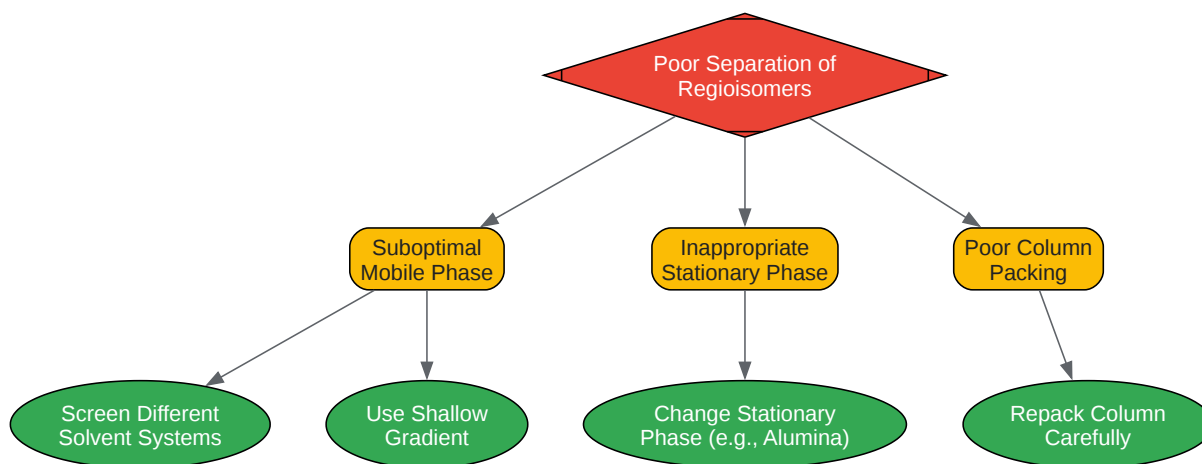 Poor Separation of
Regioisomers
Suboptimal
Mobile Phase
Inappropriate
Stationary Phase
Poor Column
Packing
Screen Different
Solvent Systems
Use Shallow
Gradient
Change Stationary
Phase (e.g., Alumina)
Repack Column
Carefully